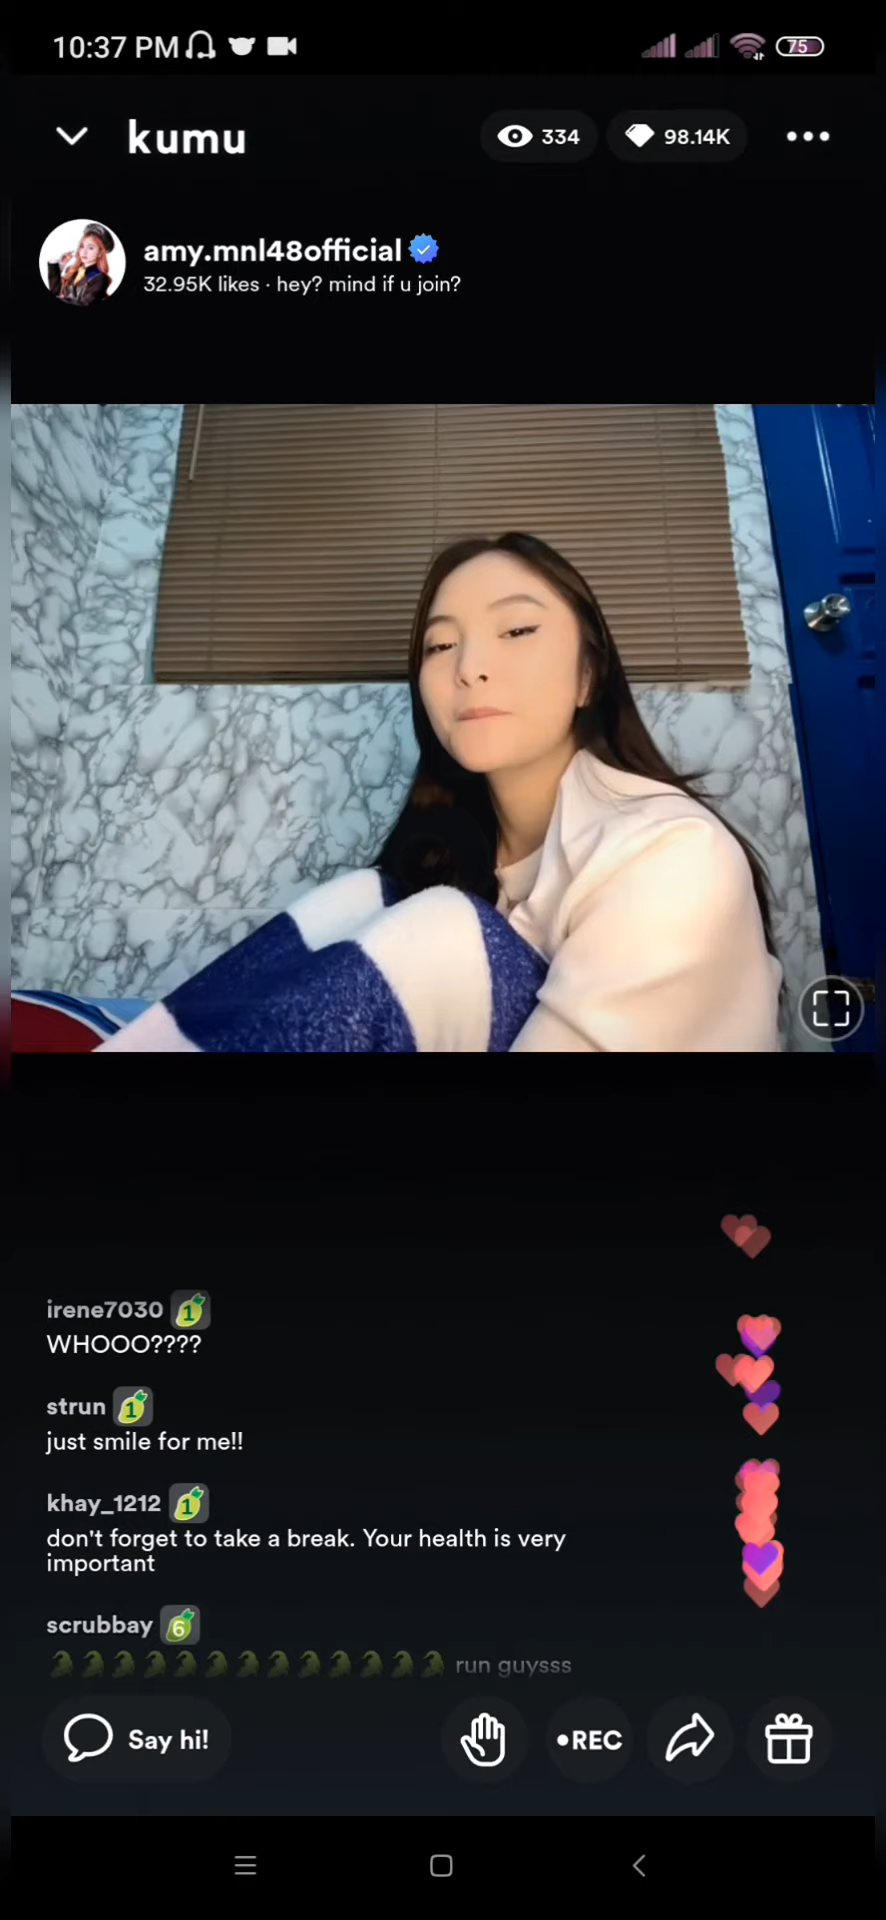 10:37 PM 75
kumu 334 98.14K
amy.mnl48official
32.95K likes · hey? mind if u join?
irene7030 1
WHOOO????
strun 1
just smile for me!!
khay_1212 1
don't forget to take a break. Your health is very
important
scrubbay 6
run guysss
Say hi! •REC